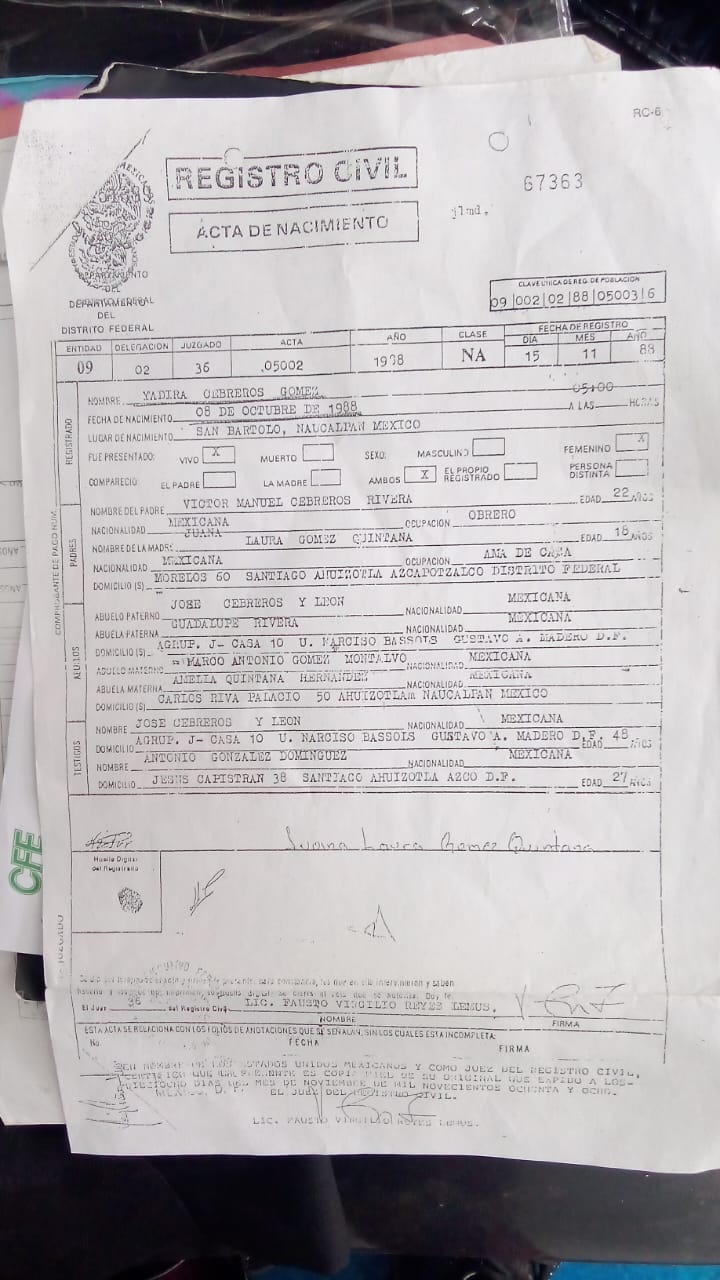 RC-6
REGISTRO CIVIL
67363
ACTA DE NACIMIENTO
jlmd.
DEL
DISTRITO FEDERAL
CLAVE UNICA DE REG. DE POBLACION
09 002 02 88 05003 6
ENTIDAD DELEGACION JUZGADO ACTA AÑO CLASE FECHA DE REGISTRO
DIA MES AÑO
09 02 36 .05002 1988 NA 15 11 88
REGISTRADO
NOMBRE. YADIRA CEBREROS GOMEZ 05:00
FECHA DE NACIMIENTO 08 DE OCTUBRE DE 1988 A LAS HORAS
LUGAR DE NACIMIENTO. SAN BARTOLO, NAUCALPAN MEXICO
FUE PRESENTADO: VIVO X MUERTO SEXO: MASCULINO FEMENINO X
COMPARECIO EL PADRE LA MADRE AMBOS X EL PROPIO REGISTRADO PERSONA DISTINTA
PADRES
NOMBRE DEL PADRE VICTOR MANUEL CEBREROS RIVERA EDAD 22 AÑOS
NACIONALIDAD MEXICANA OCUPACION OBRERO
NOMBRE DE LA MADRE JUANA LAURA GOMEZ QUINTANA EDAD 18 AÑOS
NACIONALIDAD MEXICANA OCUPACION AMA DE CASA
DOMICILIO (S) MORELOS 60 SANTIAGO AHUIZOTLA AZCAPOTZALCO DISTRITO FEDERAL
ABUELOS
ABUELO PATERNO JOSE CEBREROS Y LEON NACIONALIDAD MEXICANA
ABUELA PATERNA GUADALUPE RIVERA NACIONALIDAD MEXICANA
DOMICILIO (S) AGRUP. J- CASA 10 U. NARCISO BASSOLS GUSTAVO A. MADERO D.F.
ABUELO MATERNO MARCO ANTONIO GOMEZ MONTALVO NACIONALIDAD MEXICANA
ABUELA MATERNA AMELIA QUINTANA HERNANDEZ NACIONALIDAD MEXICANA
DOMICILIO (S) CARLOS RIVA PALACIO 50 AHUIZOTLAm NAUCALPAN MEXICO
TESTIGOS
NOMBRE JOSE CEBREROS Y LEON NACIONALIDAD MEXICANA
DOMICILIO AGRUP. J- CASA 10 U. NARCISO BASSOLS GUSTAVO A. MADERO D.F. EDAD 48 AÑOS
NOMBRE ANTONIO GONZALEZ DOMINGUEZ NACIONALIDAD MEXICANA
DOMICILIO JESUS CAPISTRAN 38 SANTIAGO AHUIZOTLA AZCO D.F. EDAD 27 AÑOS
Juana Laura Gomez Quintana
Huella Digital
del Registrado
CFE
El Juez 36 del Registro Civil LIC. FAUSTO VIRGILIO REYES LEMUS.
NOMBRE FIRMA
ESTA ACTA SE RELACIONA CON LOS FOLIOS DE ANOTACIONES QUE SE SEÑALAN, SIN LOS CUALES ESTA INCOMPLETA:
No. FECHA FIRMA
EN NOMBRE DE LOS ESTADOS UNIDOS MEXICANOS Y COMO JUEZ DEL REGISTRO CIVIL,
CERTIFICO QUE LA PRESENTE ES COPIA FIEL DE SU ORIGINAL QUE EXPIDO A LOS-
DIECIOCHO DIAS DEL MES DE NOVIEMBRE DE MIL NOVECIENTOS OCHENTA Y OCHO.
MEXICO, D. F. EL JUEZ DEL REGISTRO CIVIL.
LIC. FAUSTO VIRGILIO REYES LEMUS.